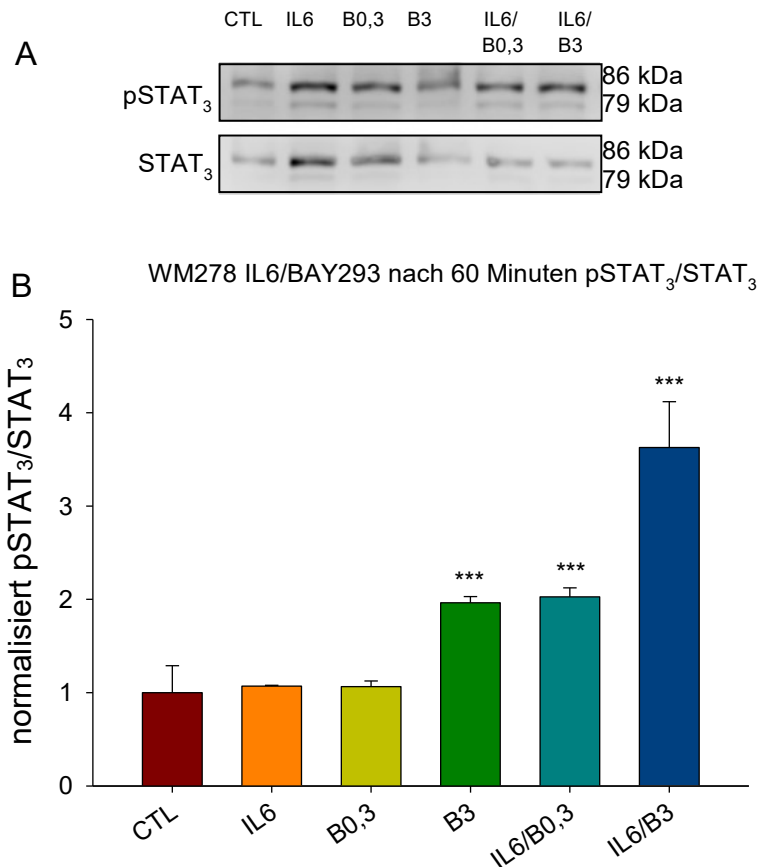 CTL IL6 B0,3 B3 IL6/ IL6/
B0,3 B3
A
pSTAT₃ 86 kDa
79 kDa
STAT₃ 86 kDa
79 kDa
B
WM278 IL6/BAY293 nach 60 Minuten pSTAT₃/STAT₃
normalisiert pSTAT₃/STAT₃
5
4
3
2
1
0
***
***
***
CTL IL6 B0,3 B3 IL6/B0,3 IL6/B3